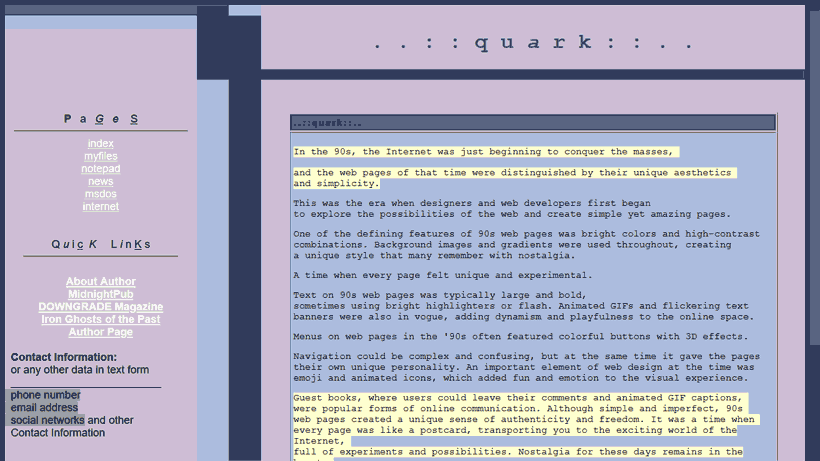 . . : : q u a r k : : . .
P a G e S
index
myfiles
notepad
news
msdos
internet
Q u i c K L i n K s
About Author
MidnightPub
DOWNGRADE Magazine
Iron Ghosts of the Past
Author Page
Contact Information:
or any other data in text form
phone number
email address
social networks and other
Contact Information
..::quark::..
In the 90s, the Internet was just beginning to conquer the masses,
and the web pages of that time were distinguished by their unique aesthetics
and simplicity.
This was the era when designers and web developers first began
to explore the possibilities of the web and create simple yet amazing pages.
One of the defining features of 90s web pages was bright colors and high-contrast
combinations. Background images and gradients were used throughout, creating
a unique style that many remember with nostalgia.
A time when every page felt unique and experimental.
Text on 90s web pages was typically large and bold,
sometimes using bright highlighters or flash. Animated GIFs and flickering text
banners were also in vogue, adding dynamism and playfulness to the online space.
Menus on web pages in the '90s often featured colorful buttons with 3D effects.
Navigation could be complex and confusing, but at the same time it gave the pages
their own unique personality. An important element of web design at the time was
emoji and animated icons, which added fun and emotion to the visual experience.
Guest books, where users could leave their comments and animated GIF captions,
were popular forms of online communication. Although simple and imperfect, 90s
web pages created a unique sense of authenticity and freedom. It was a time when
every page was like a postcard, transporting you to the exciting world of the
Internet,
full of experiments and possibilities. Nostalgia for these days remains in the